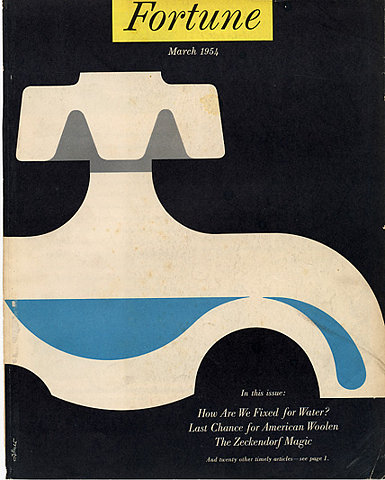 Fortune
March 1954
In this issue:
How Are We Fixed for Water?
Last Chance for American Woolen
The Zeckendorf Magic
And twenty other timely articles—see page 1.